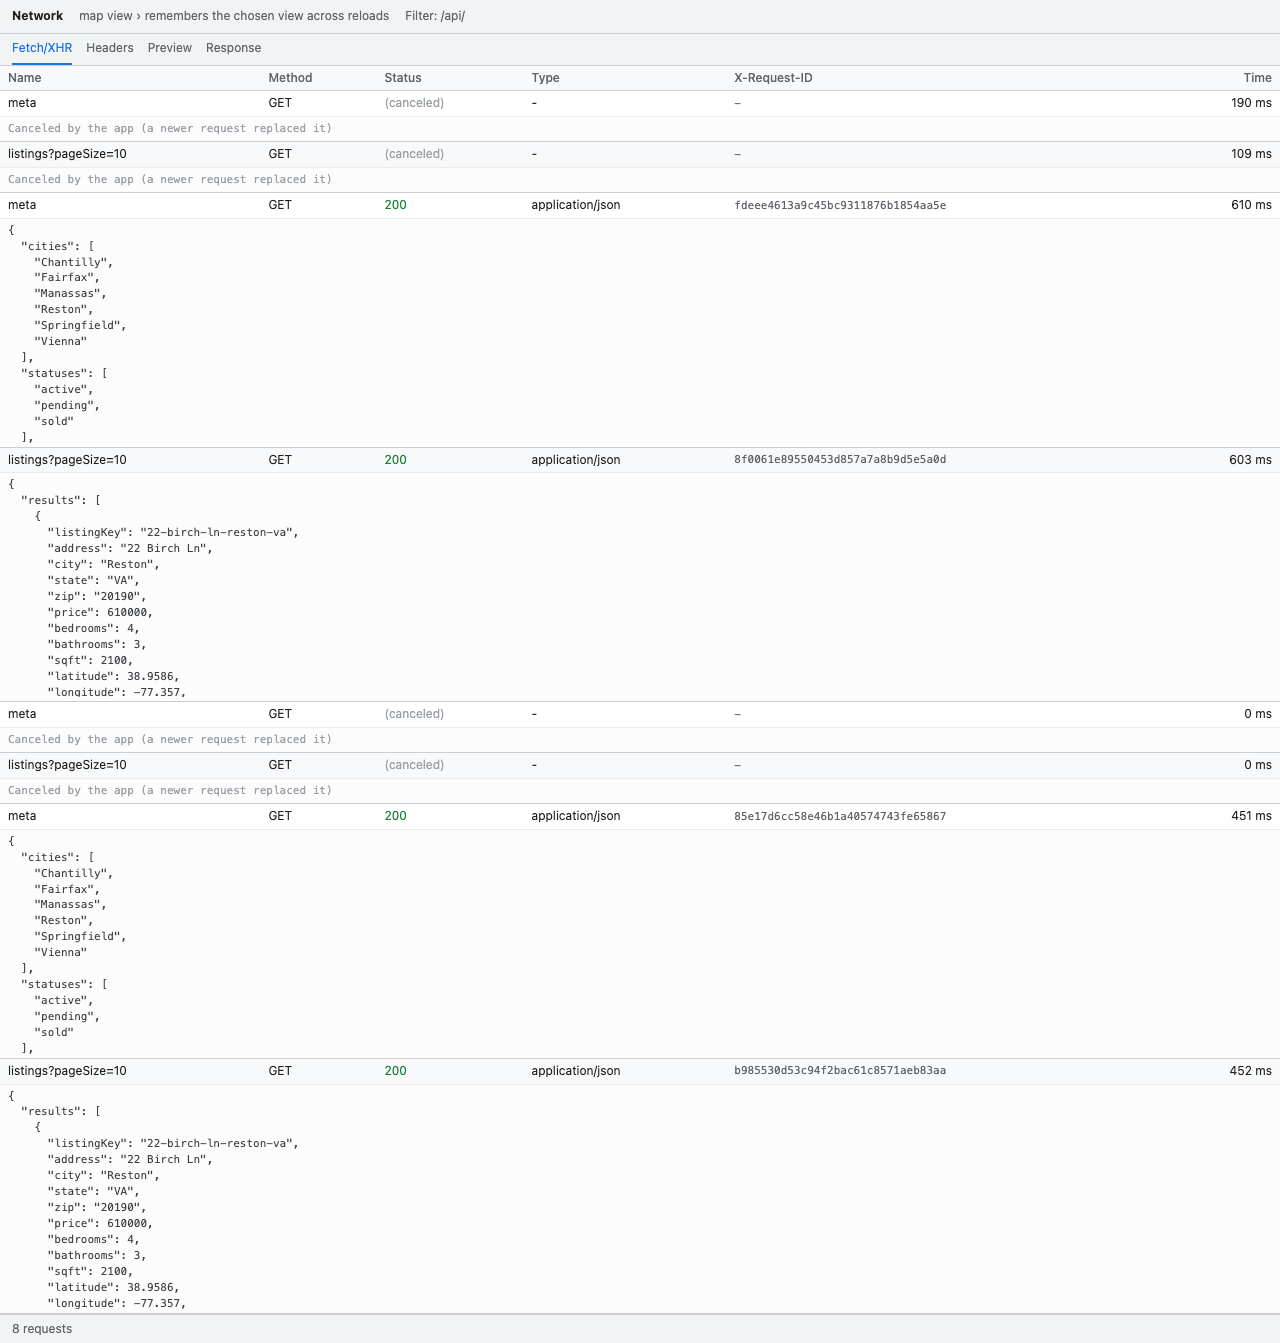 Network map view › remembers the chosen view across reloads Filter: /api/
Fetch/XHR Headers Preview Response
Name Method Status Type X-Request-ID Time
meta GET (canceled) - – 190 ms
Canceled by the app (a newer request replaced it)
listings?pageSize=10 GET (canceled) - – 109 ms
Canceled by the app (a newer request replaced it)
meta GET 200 application/json fdeee4613a9c45bc9311876b1854aa5e 610 ms
{
"cities": [
"Chantilly",
"Fairfax",
"Manassas",
"Reston",
"Springfield",
"Vienna"
],
"statuses": [
"active",
"pending",
"sold"
],
listings?pageSize=10 GET 200 application/json 8f0061e89550453d857a7a8b9d5e5a0d 603 ms
{
"results": [
{
"listingKey": "22-birch-ln-reston-va",
"address": "22 Birch Ln",
"city": "Reston",
"state": "VA",
"zip": "20190",
"price": 610000,
"bedrooms": 4,
"bathrooms": 3,
"sqft": 2100,
"latitude": 38.9586,
"longitude": -77.357,
meta GET (canceled) - – 0 ms
Canceled by the app (a newer request replaced it)
listings?pageSize=10 GET (canceled) - – 0 ms
Canceled by the app (a newer request replaced it)
meta GET 200 application/json 85e17d6cc58e46b1a40574743fe65867 451 ms
{
"cities": [
"Chantilly",
"Fairfax",
"Manassas",
"Reston",
"Springfield",
"Vienna"
],
"statuses": [
"active",
"pending",
"sold"
],
listings?pageSize=10 GET 200 application/json b985530d53c94f2bac61c8571aeb83aa 452 ms
{
"results": [
{
"listingKey": "22-birch-ln-reston-va",
"address": "22 Birch Ln",
"city": "Reston",
"state": "VA",
"zip": "20190",
"price": 610000,
"bedrooms": 4,
"bathrooms": 3,
"sqft": 2100,
"latitude": 38.9586,
"longitude": -77.357,
8 requests